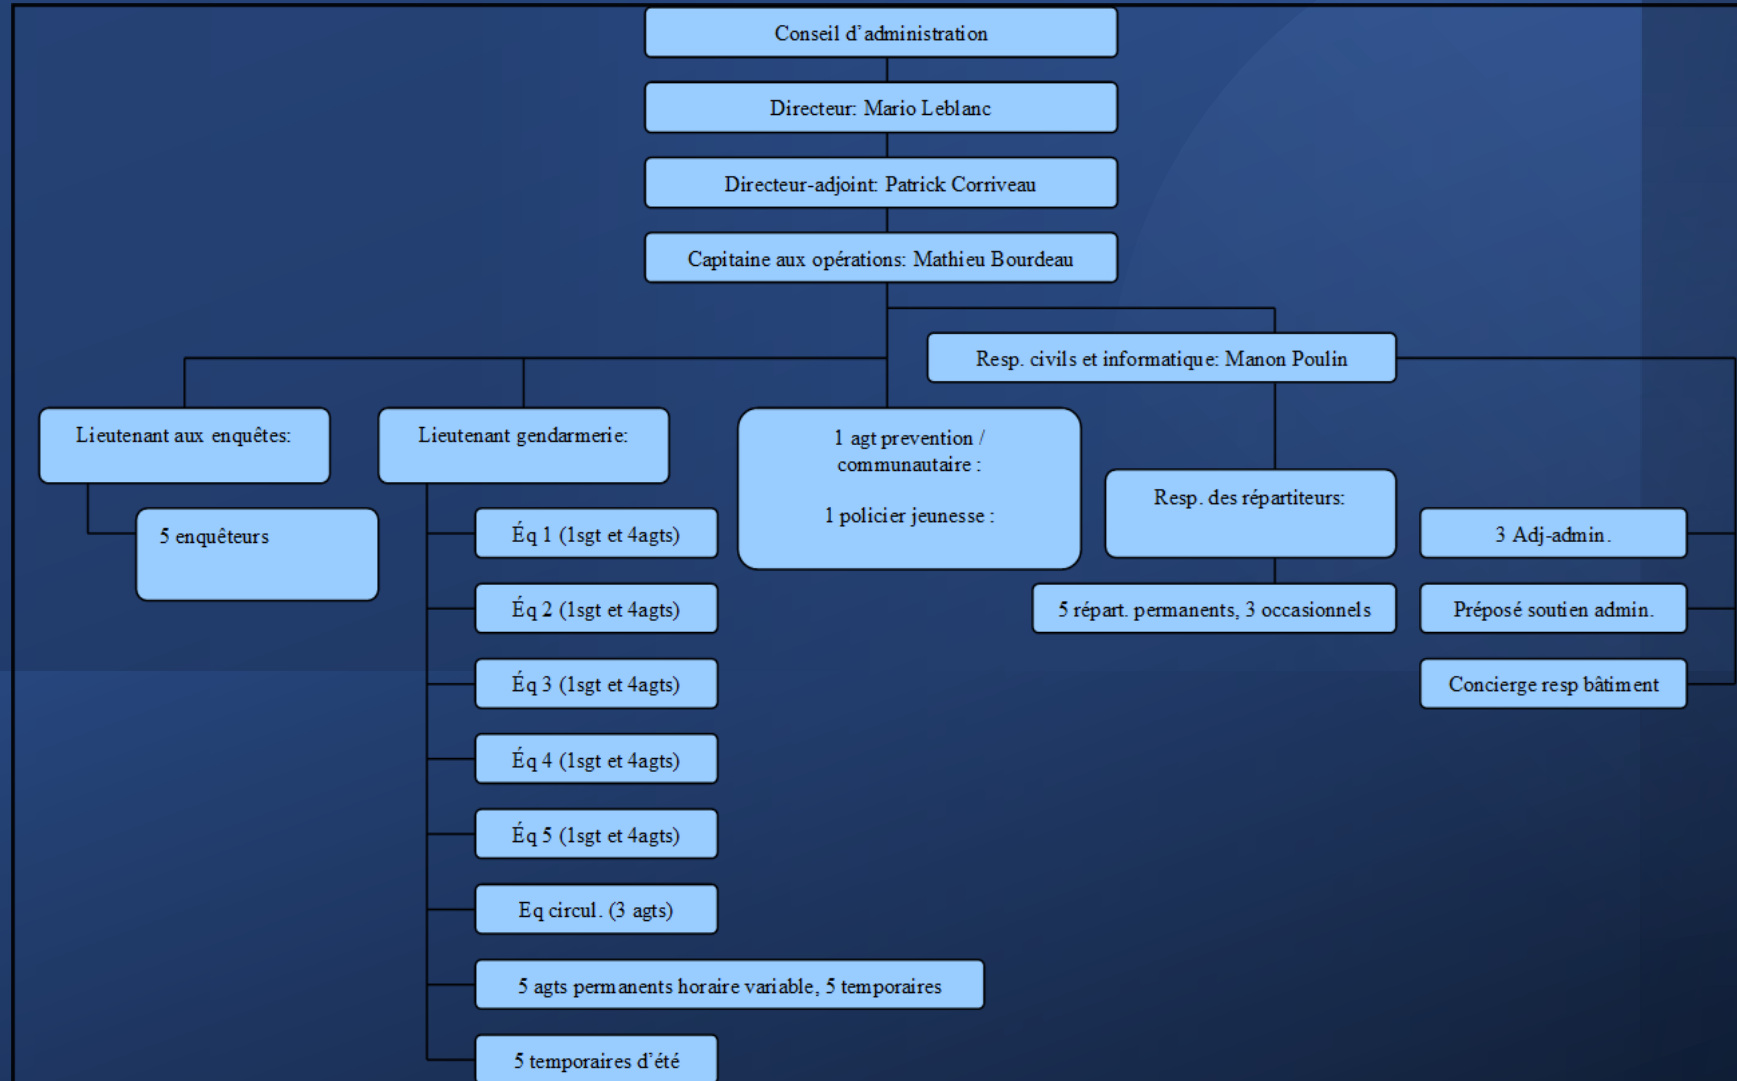 Conseil d’administration
Directeur: Mario Leblanc
Directeur-adjoint: Patrick Corriveau
Capitaine aux opérations: Mathieu Bourdeau
Resp. civils et informatique: Manon Poulin
Lieutenant aux enquêtes:
5 enquêteurs
Lieutenant gendarmerie:
Éq 1 (1sgt et 4agts)
Éq 2 (1sgt et 4agts)
Éq 3 (1sgt et 4agts)
Éq 4 (1sgt et 4agts)
Éq 5 (1sgt et 4agts)
Eq circul. (3 agts)
5 agts permanents horaire variable, 5 temporaires
5 temporaires d’été
1 agt prevention /
communautaire :
1 policier jeunesse :
Resp. des répartiteurs:
5 répart. permanents, 3 occasionnels
3 Adj-admin.
Préposé soutien admin.
Concierge resp bâtiment